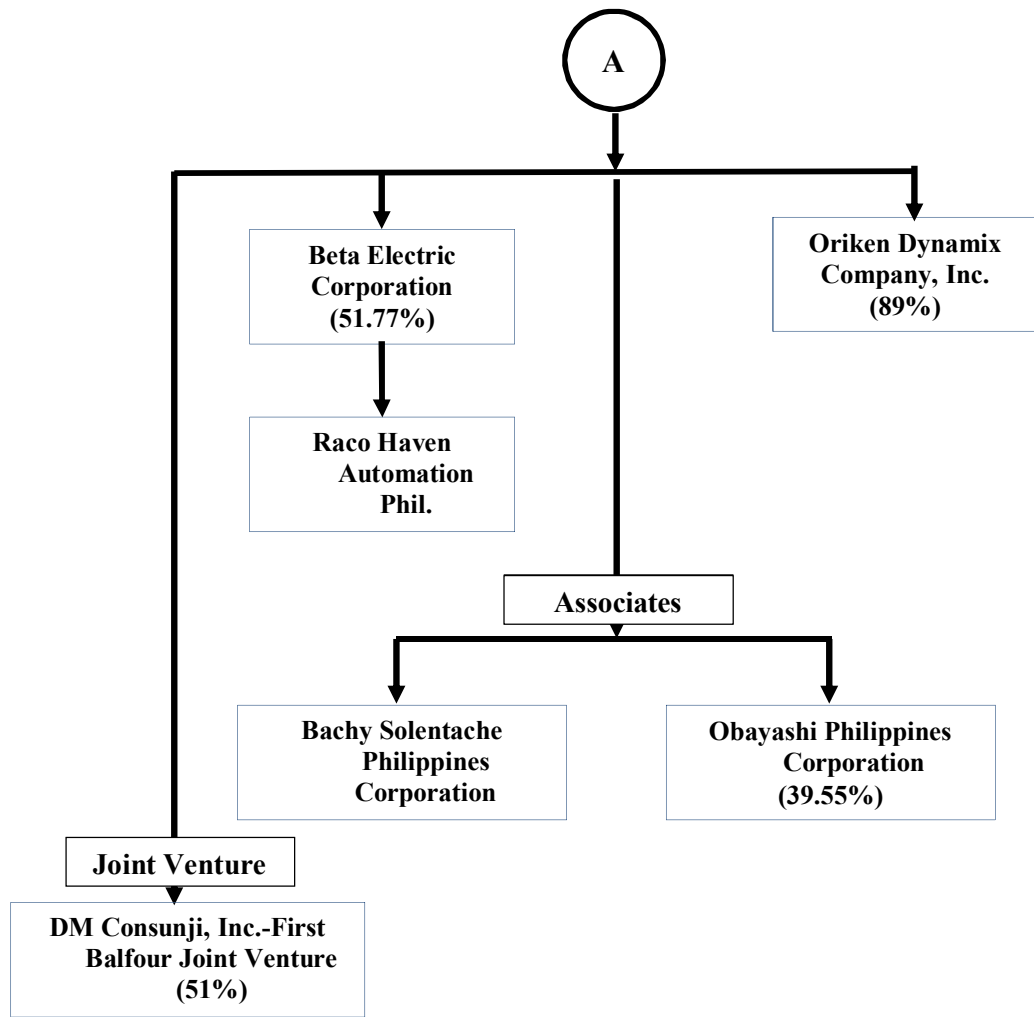 A
Beta Electric
Corporation
(51.77%)
Oriken Dynamix
Company, Inc.
(89%)
Raco Haven
Automation
Phil.
Associates
Bachy Solentache
Philippines
Corporation
Obayashi Philippines
Corporation
(39.55%)
Joint Venture
DM Consunji, Inc.-First
Balfour Joint Venture
(51%)